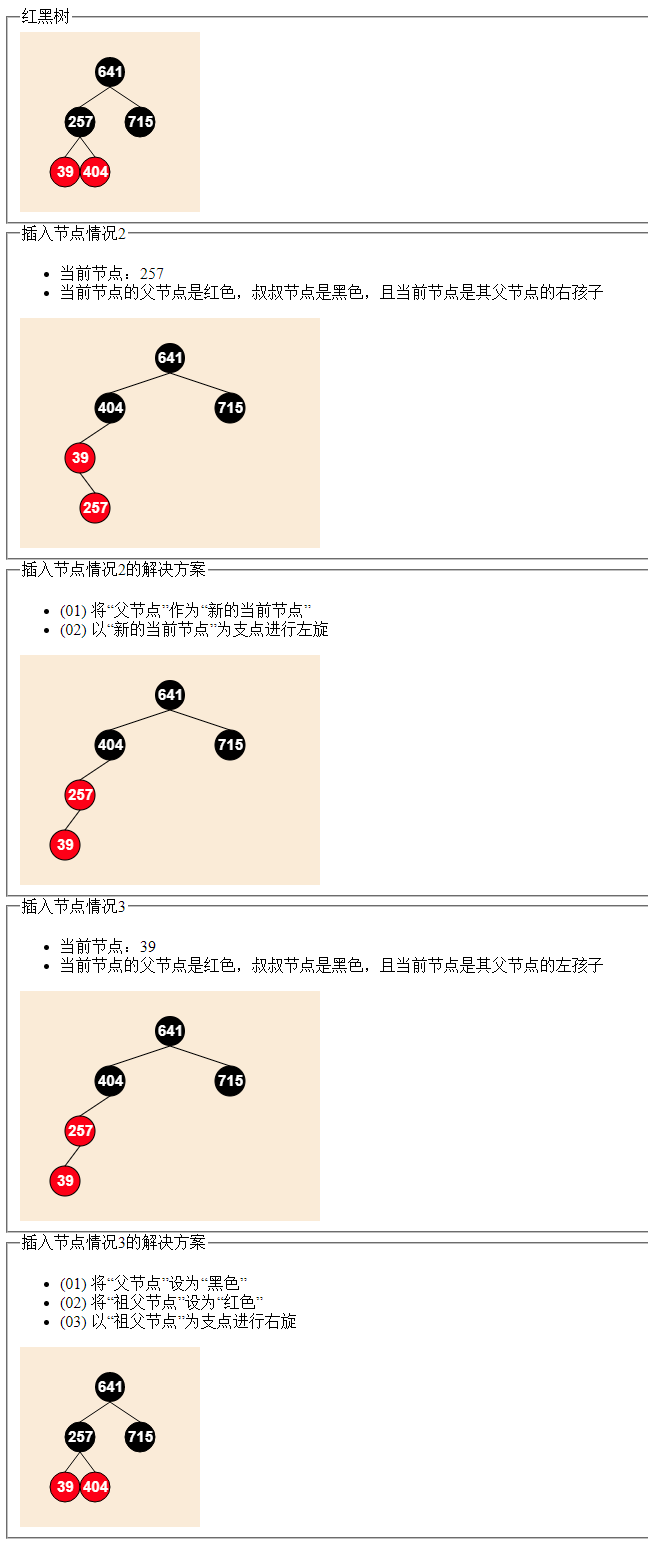 红黑树
641
257 715
39 404
插入节点情况2
当前节点：257
当前节点的父节点是红色，叔叔节点是黑色，且当前节点是其父节点的右孩子
641
404 715
39
257
插入节点情况2的解决方案
(01) 将“父节点”作为“新的当前节点”
(02) 以“新的当前节点”为支点进行左旋
641
404 715
257
39
插入节点情况3
当前节点：39
当前节点的父节点是红色，叔叔节点是黑色，且当前节点是其父节点的左孩子
641
404 715
257
39
插入节点情况3的解决方案
(01) 将“父节点”设为“黑色”
(02) 将“祖父节点”设为“红色”
(03) 以“祖父节点”为支点进行右旋
641
257 715
39 404